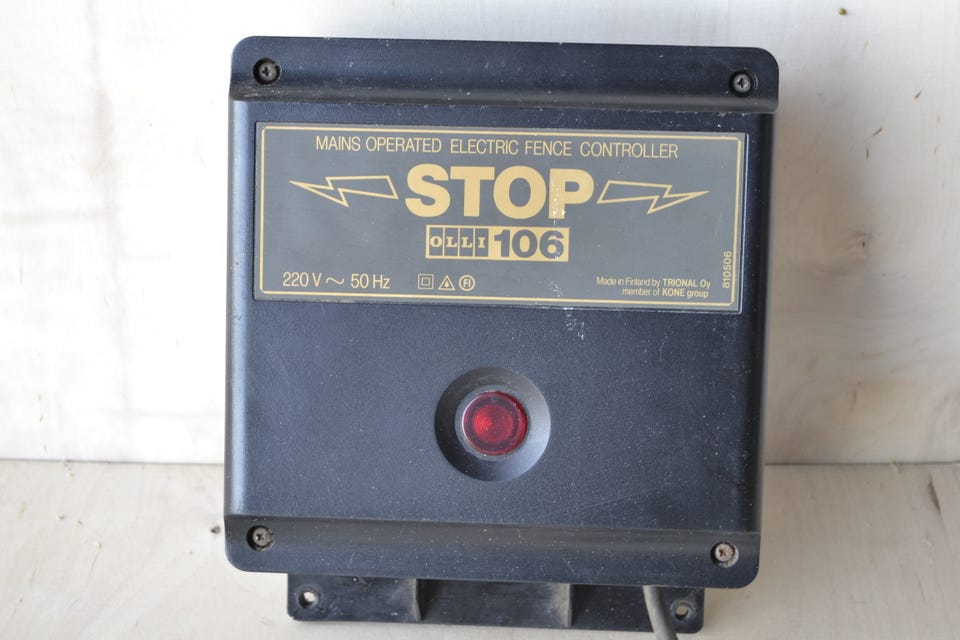 MAINS OPERATED ELECTRIC FENCE CONTROLLER
STOP
OLLI 106
220 V ~ 50 Hz FI
Made in Finland by TRIONAL Oy
member of KONE group
810506